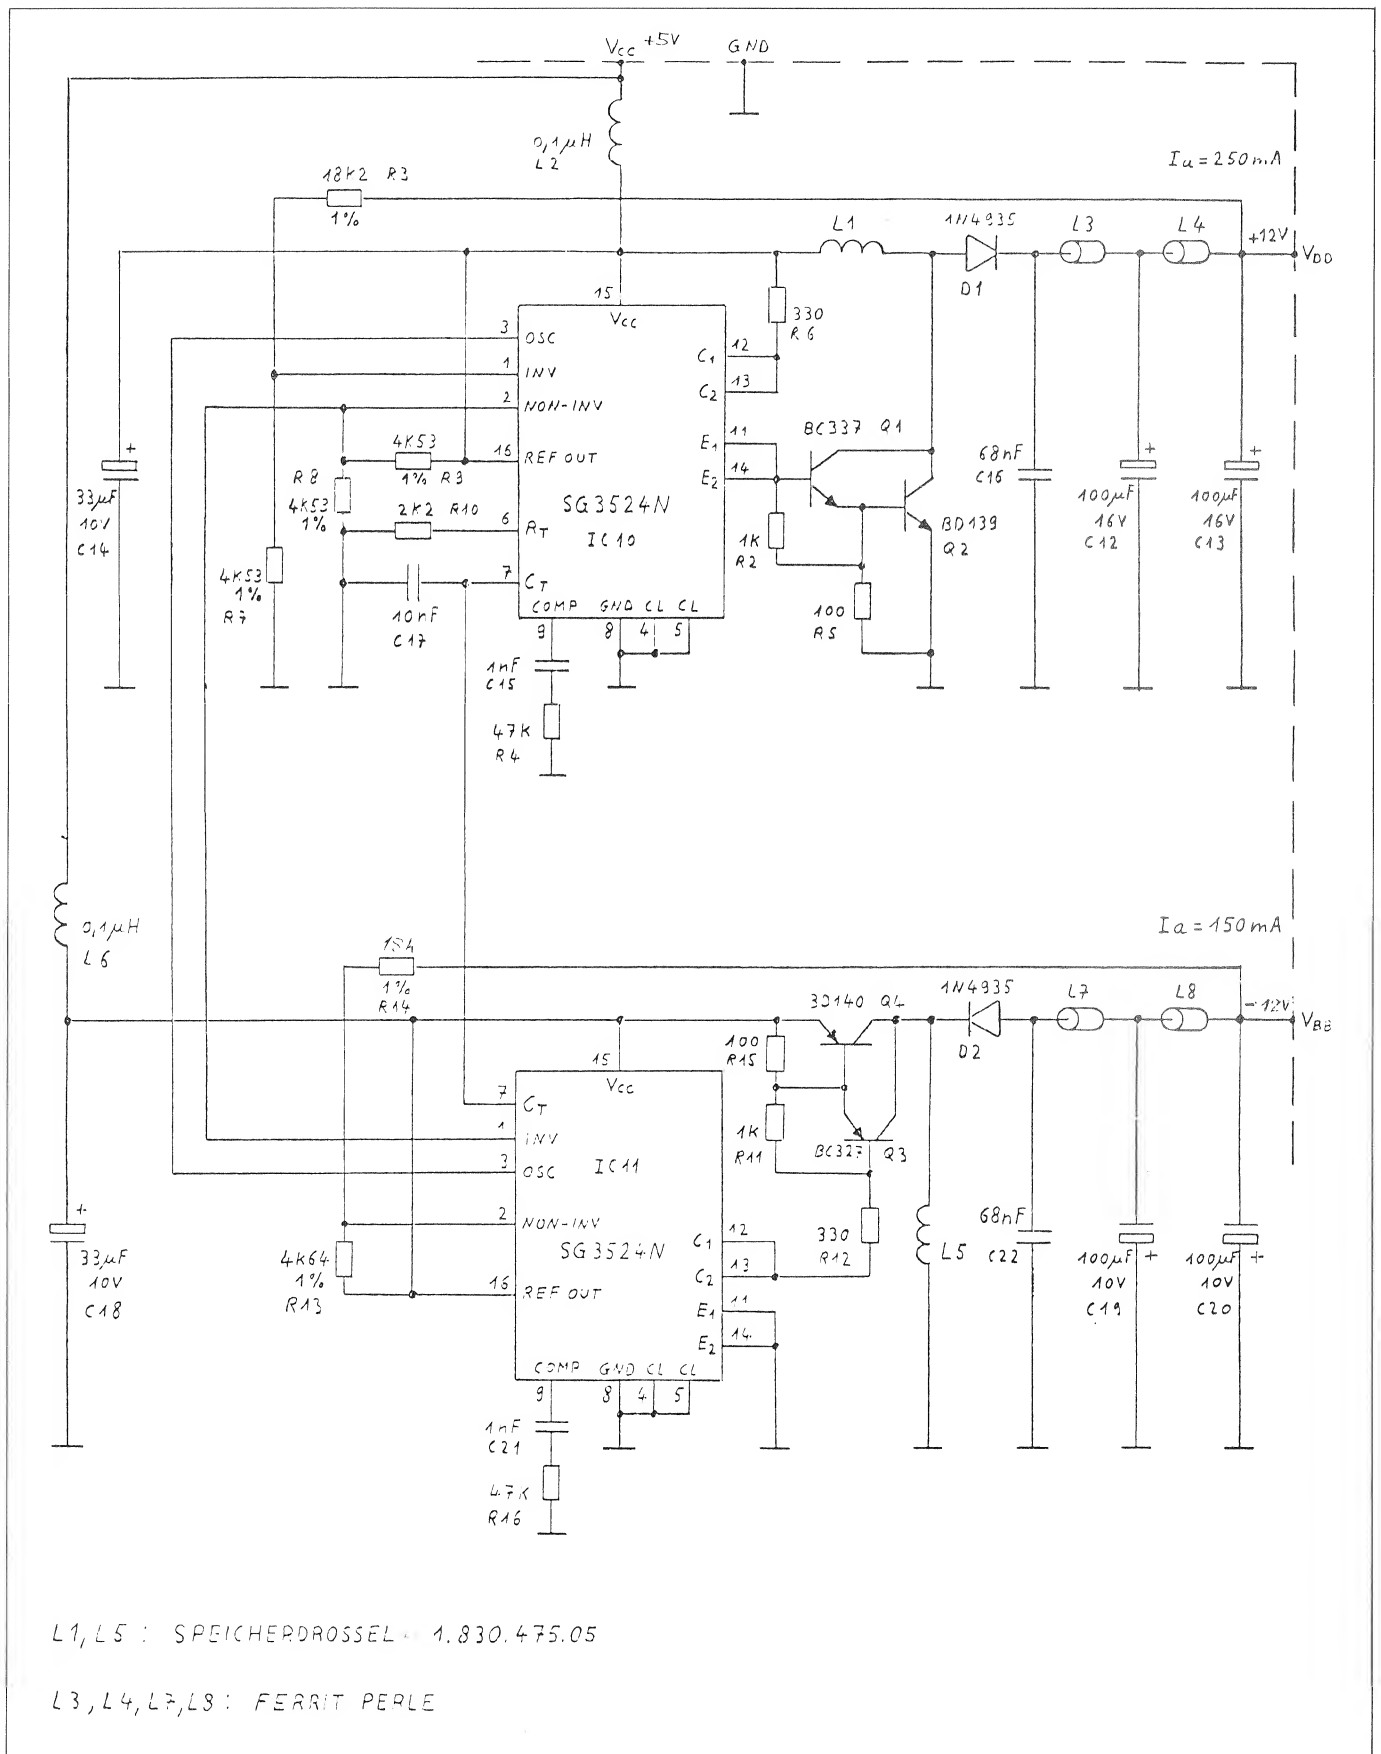 Vcc +5V GND
0,1µH
L2
Ia = 250mA
18K2 R3
1%
L1
1N4935
D1
L3
L4
+12V
VDD
15
Vcc
330
R6
3 OSC
1 INV
2 NON-INV
16 REF OUT
6 RT
7 CT
C1 12
C2 13
E1 11
E2 14
SG3524N
IC10
COMP GND CL CL
9 8 4 5
4K53
1% R9
R8
4K53
1%
2K2 R10
10nF
C17
4K53
1%
R7
+
33µF
10V
C14
BC337 Q1
BD139
Q2
1K
R2
100
R5
68nF
C16
+
100µF
16V
C12
+
100µF
16V
C13
1nF
C15
47K
R4
0,1µH
L6
Ia = 150mA
1%
R14
Q4
1N4935
D2
L7
L8
-12V
VBB
100
R15
1K
R11
BC327 Q3
330
R12
15
Vcc
7 CT
1 INV
3 OSC
2 NON-INV
16 REF OUT
IC11
SG3524N
C1 12
C2 13
E1 11
E2 14
COMP GND CL CL
9 8 4 5
4K64
1%
R13
+
33µF
10V
C18
L5
68nF
C22
100µF +
10V
C19
100µF +
10V
C20
1nF
C21
4.7K
R16
L1, L5 : SPEICHERDROSSEL 1.830.475.05
L3, L4, L7, L8 : FERRIT PERLE